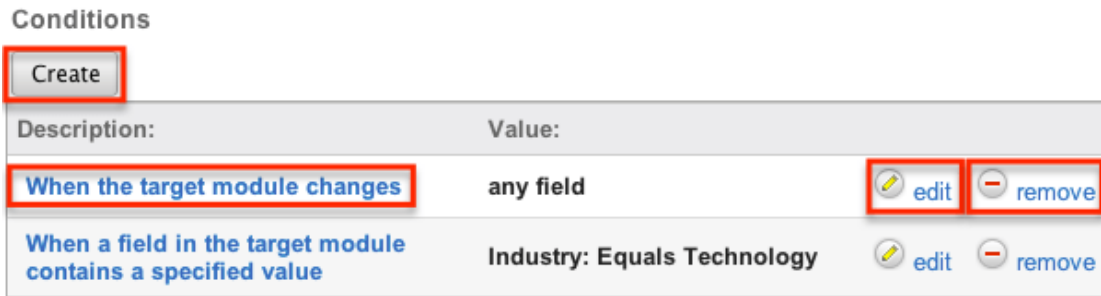 Conditions
Create
Description: Value:
When the target module changes any field edit remove
When a field in the target module
contains a specified value Industry: Equals Technology edit remove